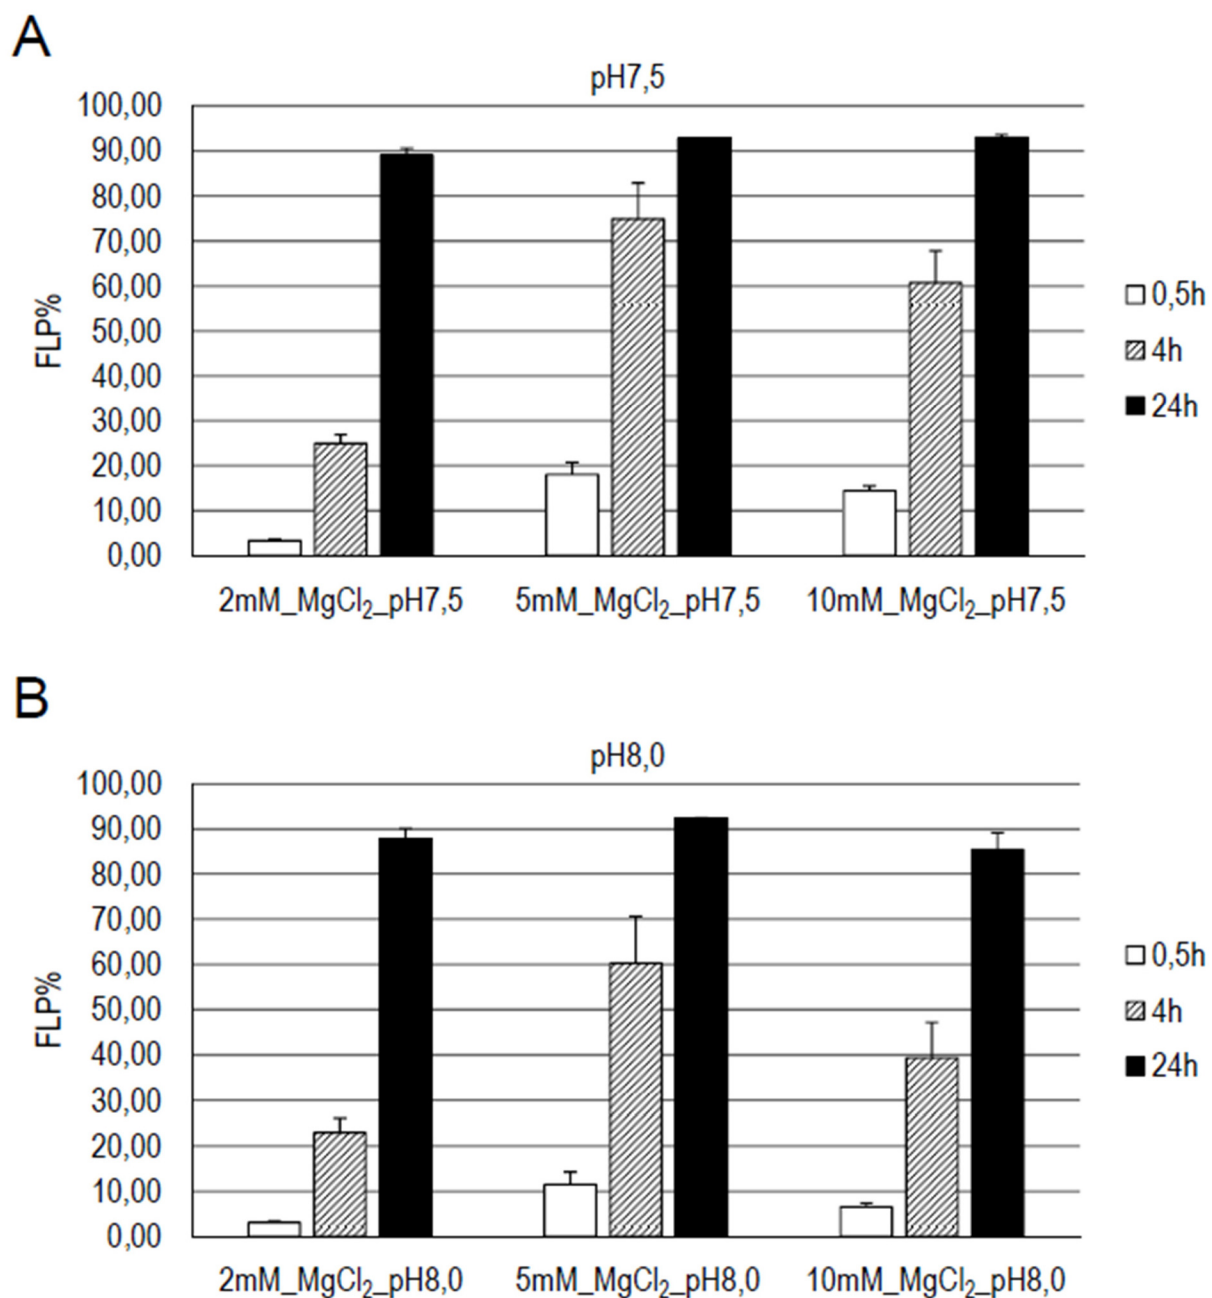 A
pH7,5
100,00
90,00
80,00
70,00
60,00
50,00
40,00
30,00
20,00
10,00
0,00
FLP%
0,5h
4h
24h
2mM_MgCl₂_pH7,5 5mM_MgCl₂_pH7,5 10mM_MgCl₂_pH7,5
B
pH8,0
100,00
90,00
80,00
70,00
60,00
50,00
40,00
30,00
20,00
10,00
0,00
FLP%
0,5h
4h
24h
2mM_MgCl₂_pH8,0 5mM_MgCl₂_pH8,0 10mM_MgCl₂_pH8,0